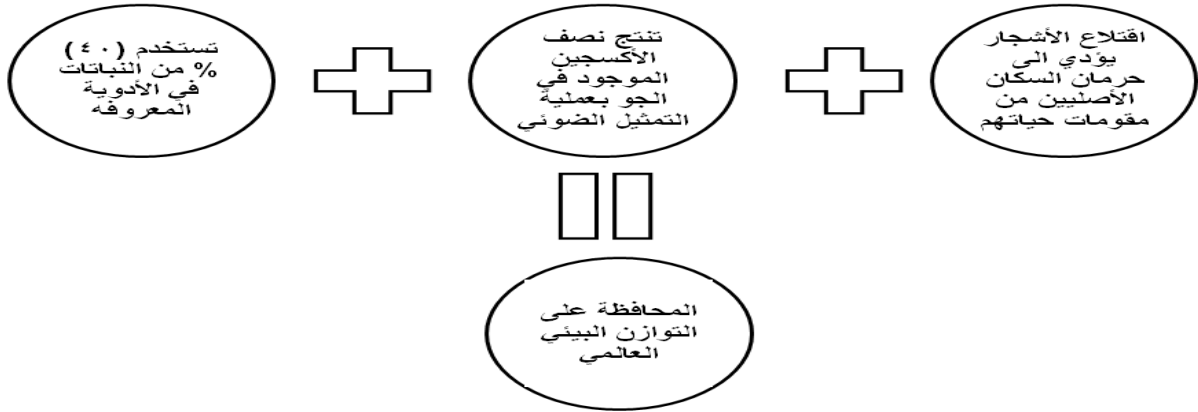 اقتلاع الأشجار
يؤدي الى
حرمان السكان
الأصليين من
مقومات حياتهم
تنتج نصف
الأكسجين
الموجود في
الجو بعملية
التمثيل الضوئي
تستخدم (٤٠)
% من النباتات
في الأدوية
المعروفه
المحافظة على
التوازن البيئي
العالمي